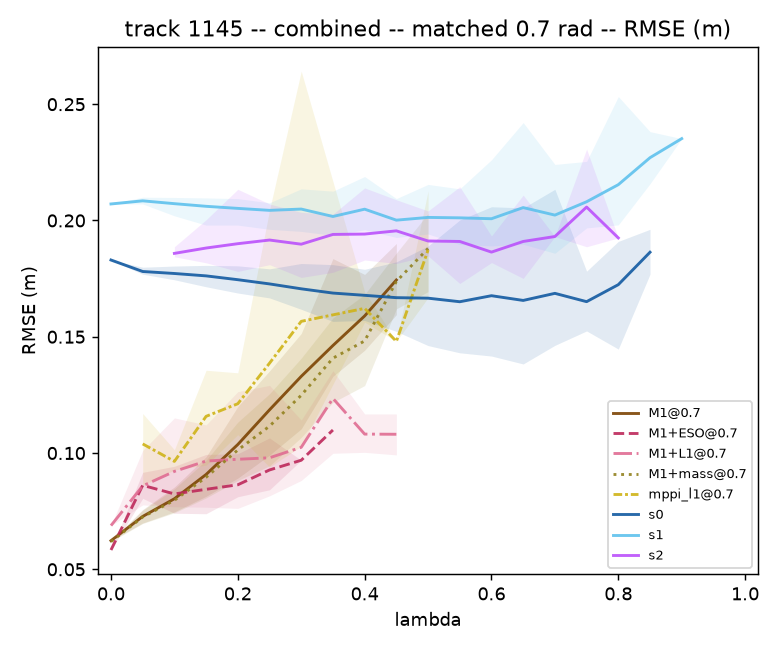 track 1145 -- combined -- matched 0.7 rad -- RMSE (m)
RMSE (m)
0.25
0.20
0.15
0.10
0.05
0.0 0.2 0.4 0.6 0.8 1.0
lambda
M1@0.7
M1+ESO@0.7
M1+L1@0.7
M1+mass@0.7
mppi_l1@0.7
s0
s1
s2